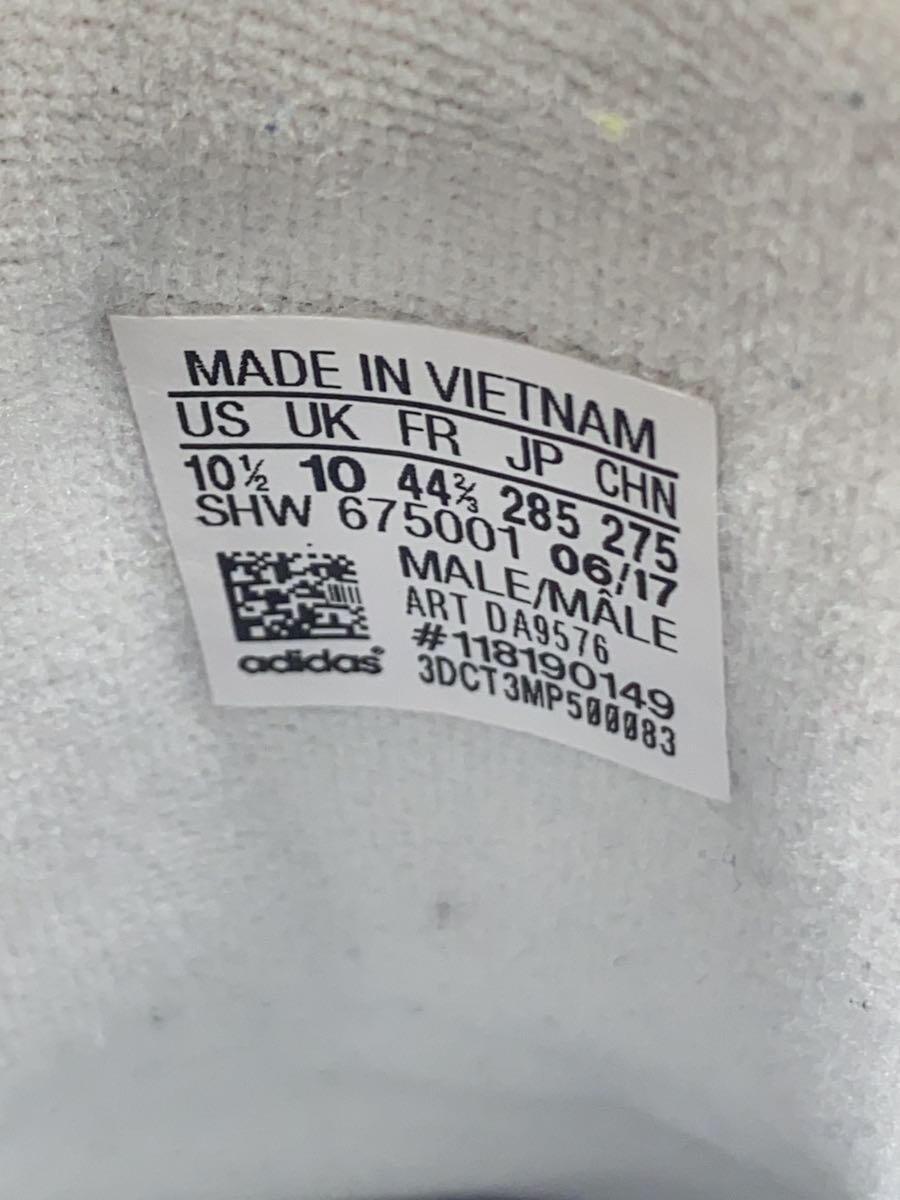 MADE IN VIETNAM
US UK FR JP CHN
10½ 10 44⅔ 285 275
SHW 675001 06/17
MALE/MÂLE
ART DA9576
#118190149
3DCT3MP500083
adidas